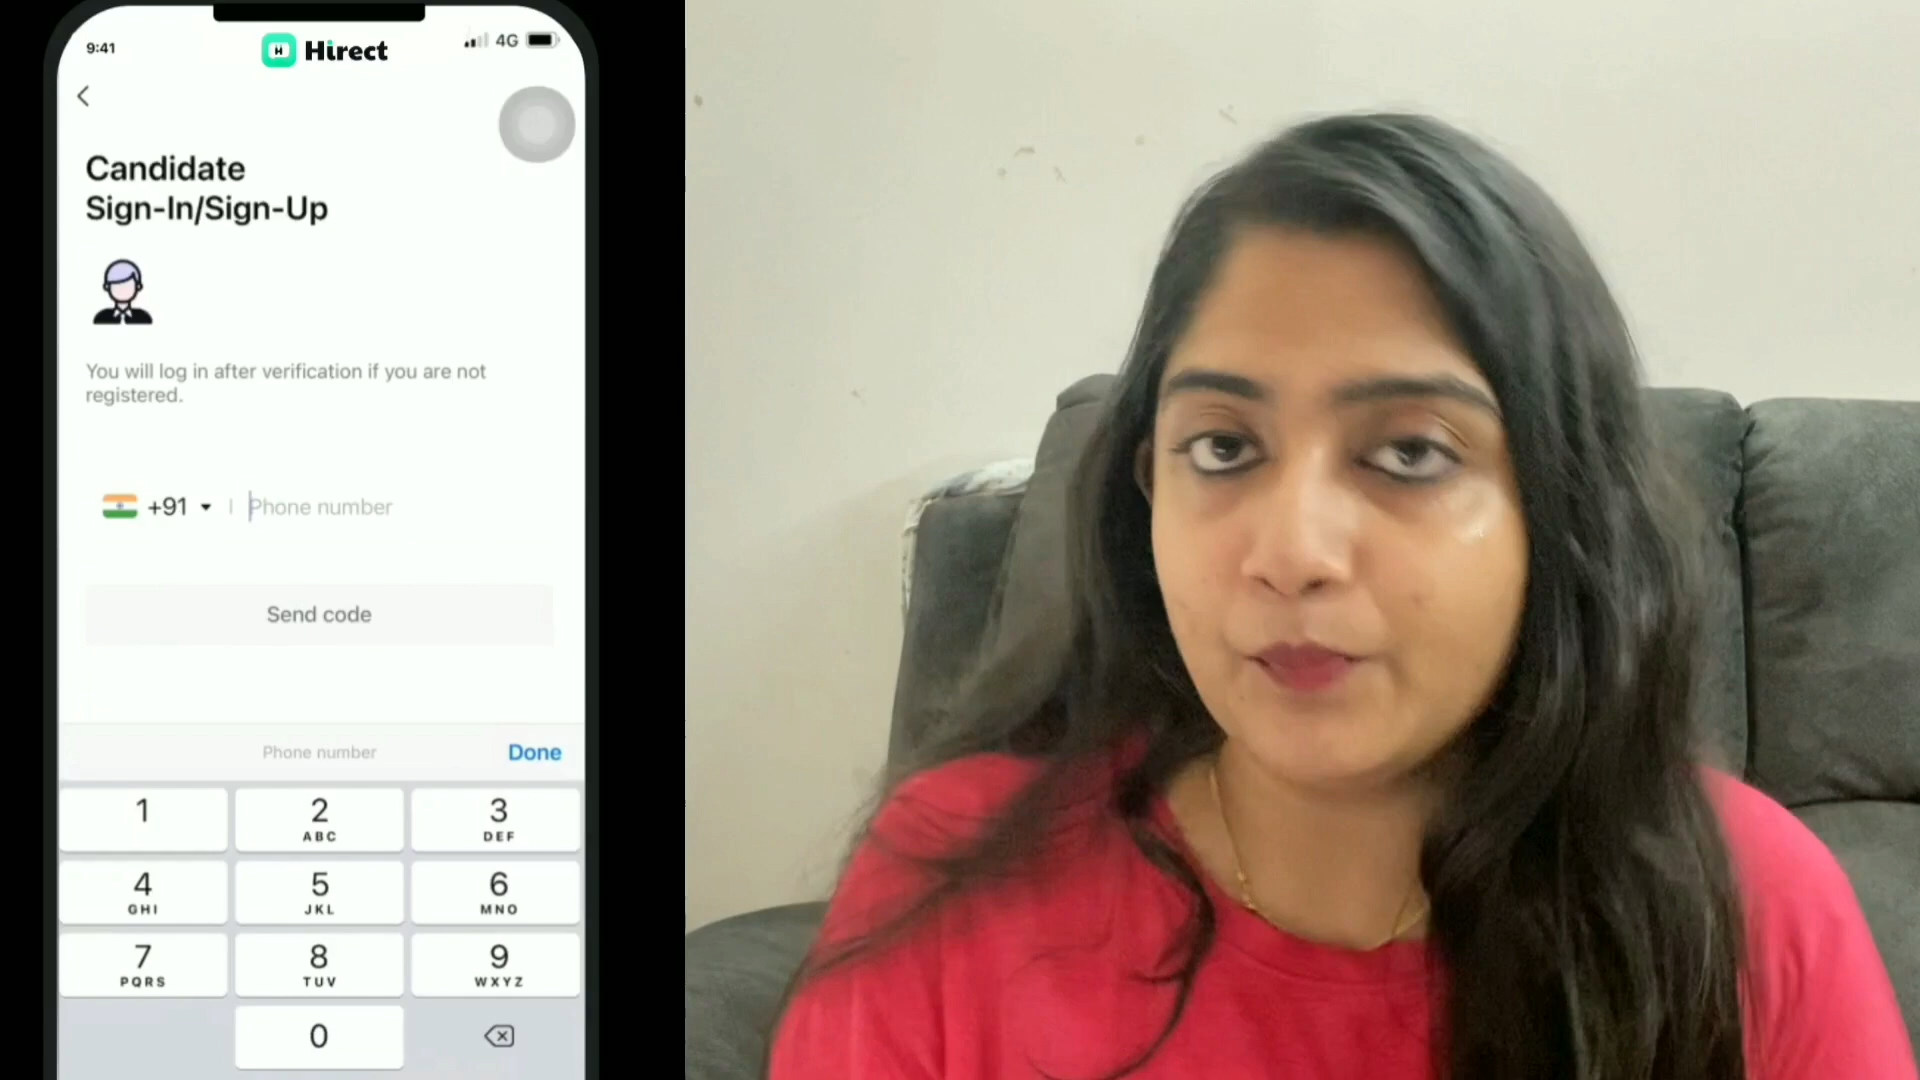 9:41
Hirect
4G
Candidate
Sign-In/Sign-Up
You will log in after verification if you are not
registered.
+91
Phone number
Send code
Phone number
Done
1
2
ABC
3
DEF
4
GHI
5
JKL
6
MNO
7
PQRS
8
TUV
9
WXYZ
0